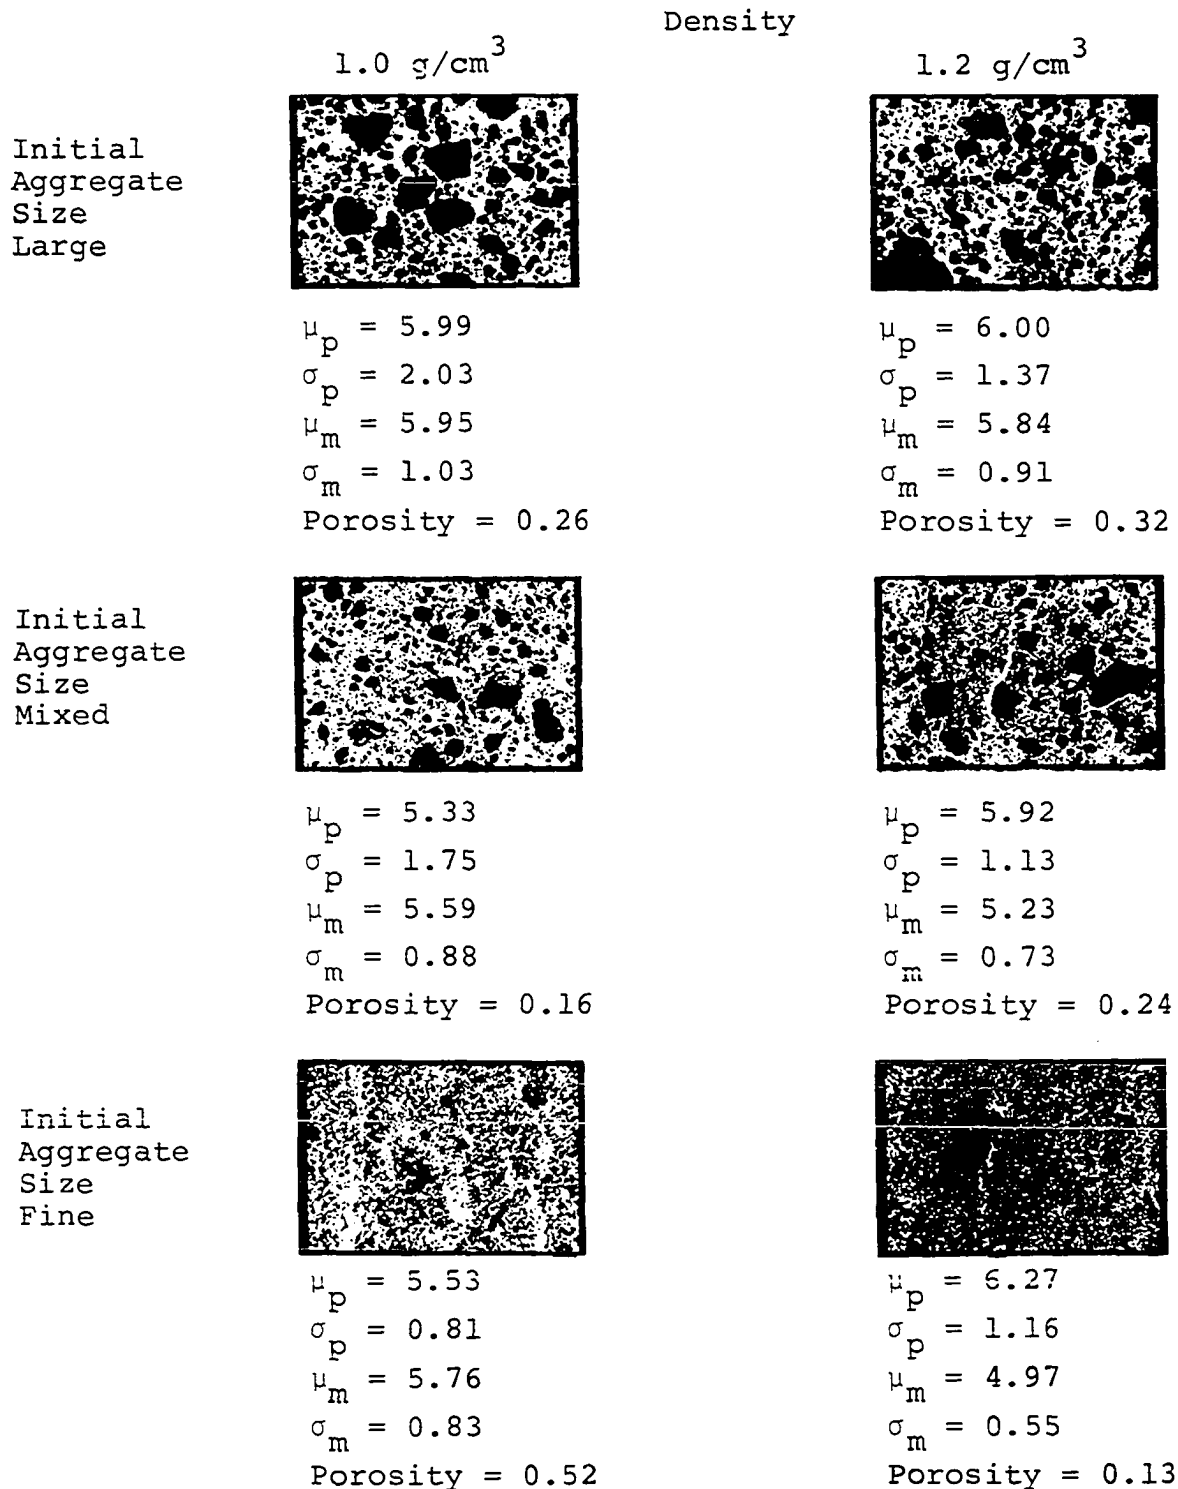 Density
1.0 g/cm³
1.2 g/cm³
Initial
Aggregate
Size
Large
μp = 5.99
σp = 2.03
μm = 5.95
σm = 1.03
Porosity = 0.26
μp = 6.00
σp = 1.37
μm = 5.84
σm = 0.91
Porosity = 0.32
Initial
Aggregate
Size
Mixed
μp = 5.33
σp = 1.75
μm = 5.59
σm = 0.88
Porosity = 0.16
μp = 5.92
σp = 1.13
μm = 5.23
σm = 0.73
Porosity = 0.24
Initial
Aggregate
Size
Fine
μp = 5.53
σp = 0.81
μm = 5.76
σm = 0.83
Porosity = 0.52
μp = 6.27
σp = 1.16
μm = 4.97
σm = 0.55
Porosity = 0.13